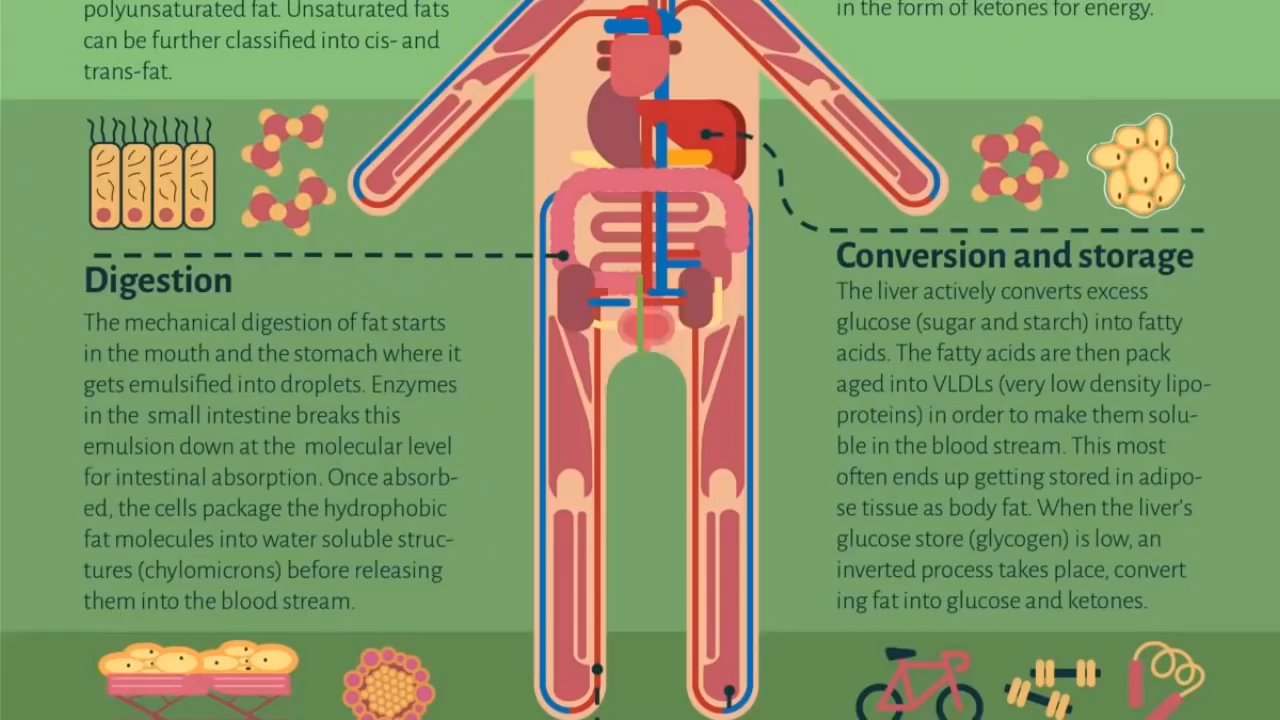 polyunsaturated fat. Unsaturated fats
can be further classified into cis- and
trans-fat.
in the form of ketones for energy.
Digestion
The mechanical digestion of fat starts
in the mouth and the stomach where it
gets emulsified into droplets. Enzymes
in the small intestine breaks this
emulsion down at the molecular level
for intestinal absorption. Once absorb-
ed, the cells package the hydrophobic
fat molecules into water soluble struc-
tures (chylomicrons) before releasing
them into the blood stream.
Conversion and storage
The liver actively converts excess
glucose (sugar and starch) into fatty
acids. The fatty acids are then pack
aged into VLDLs (very low density lipo-
proteins) in order to make them solu-
ble in the blood stream. This most
often ends up getting stored in adipo-
se tissue as body fat. When the liver's
glucose store (glycogen) is low, an
inverted process takes place, convert
ing fat into glucose and ketones.